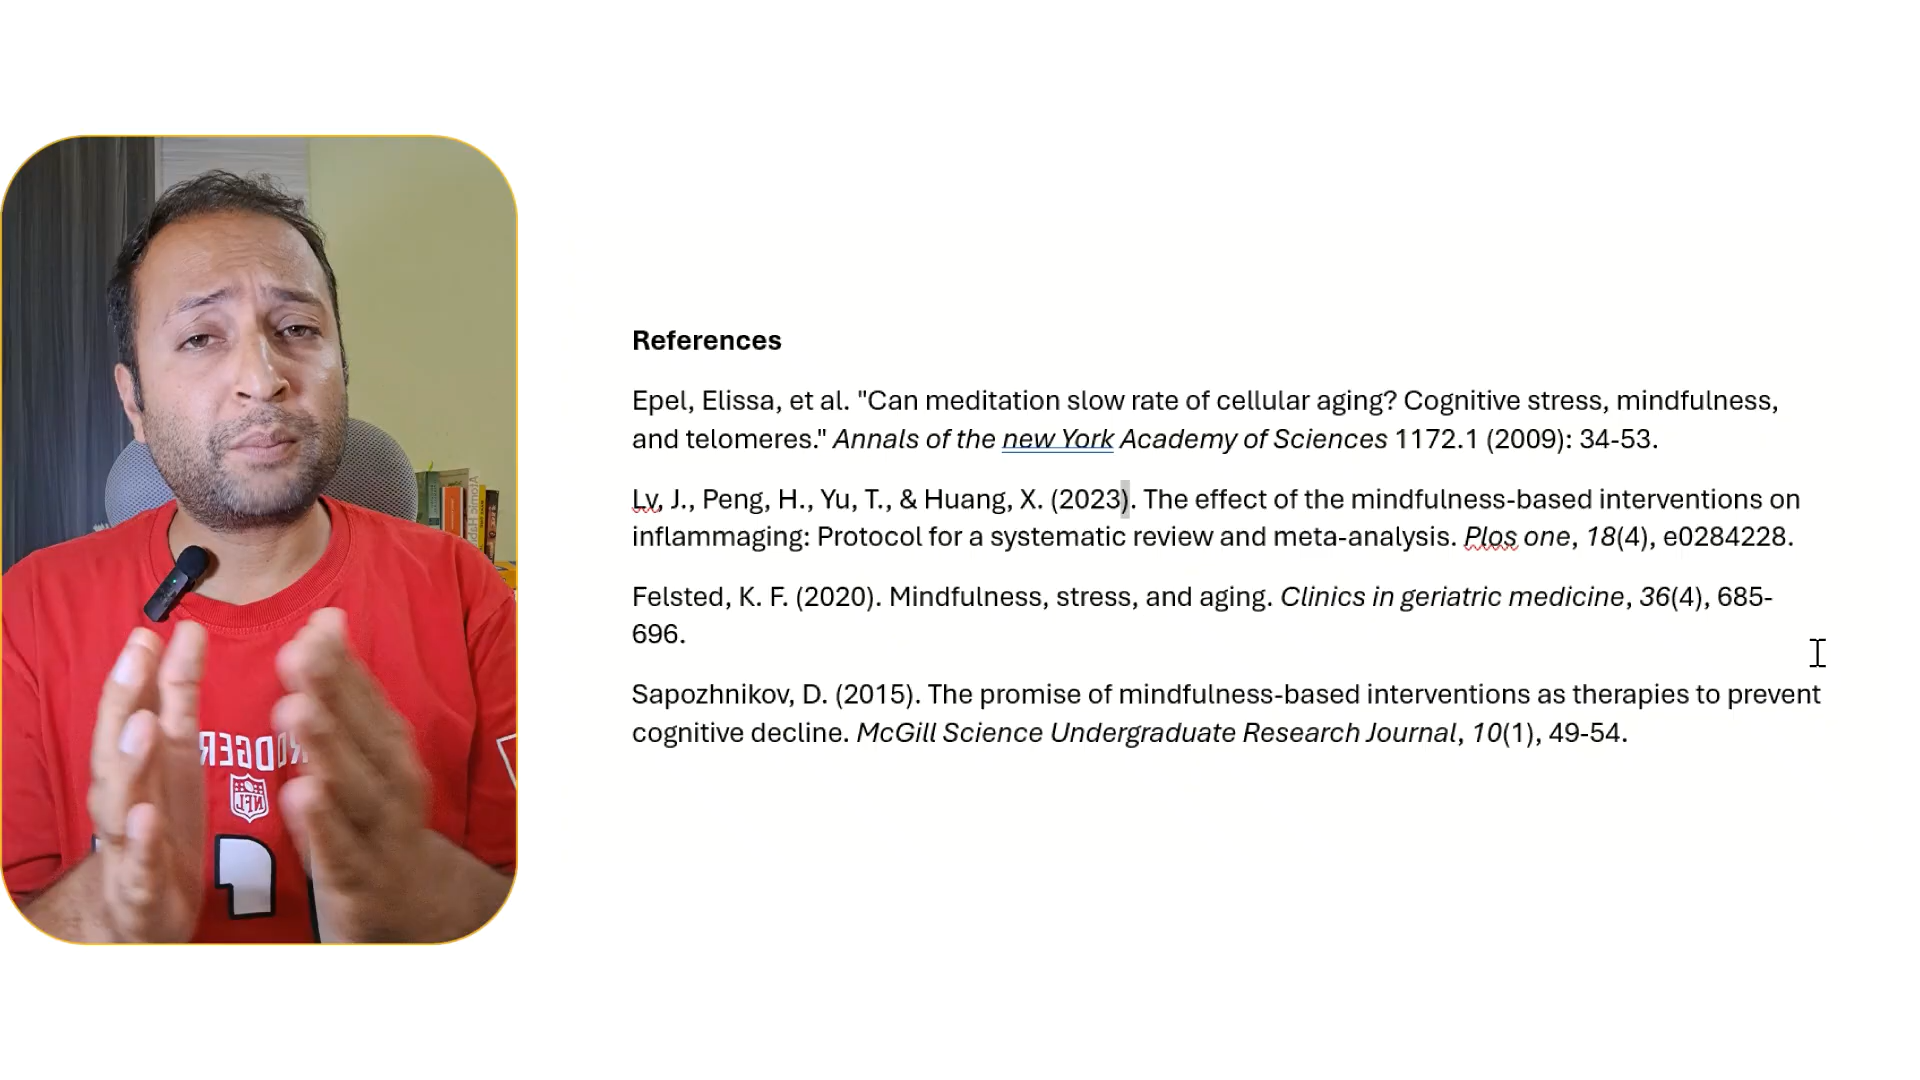 References
Epel, Elissa, et al. "Can meditation slow rate of cellular aging? Cognitive stress, mindfulness,
and telomeres." Annals of the new York Academy of Sciences 1172.1 (2009): 34-53.
Lv, J., Peng, H., Yu, T., & Huang, X. (2023). The effect of the mindfulness-based interventions on
inflammaging: Protocol for a systematic review and meta-analysis. Plos one, 18(4), e0284228.
Felsted, K. F. (2020). Mindfulness, stress, and aging. Clinics in geriatric medicine, 36(4), 685-
696.
Sapozhnikov, D. (2015). The promise of mindfulness-based interventions as therapies to prevent
cognitive decline. McGill Science Undergraduate Research Journal, 10(1), 49-54.
NFL